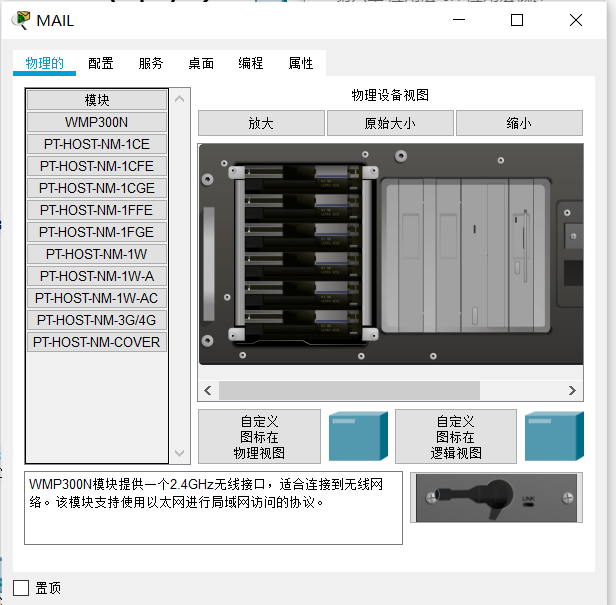 MAIL
物理的 配置 服务 桌面 编程 属性
模块
WMP300N
PT-HOST-NM-1CE
PT-HOST-NM-1CFE
PT-HOST-NM-1CGE
PT-HOST-NM-1FFE
PT-HOST-NM-1FGE
PT-HOST-NM-1W
PT-HOST-NM-1W-A
PT-HOST-NM-1W-AC
PT-HOST-NM-3G/4G
PT-HOST-NM-COVER
物理设备视图
放大 原始大小 缩小
自定义
图标在
物理视图
自定义
图标在
逻辑视图
WMP300N模块提供一个2.4GHz无线接口，适合连接到无线网
络。该模块支持使用以太网进行局域网访问的协议。
LINK
置顶